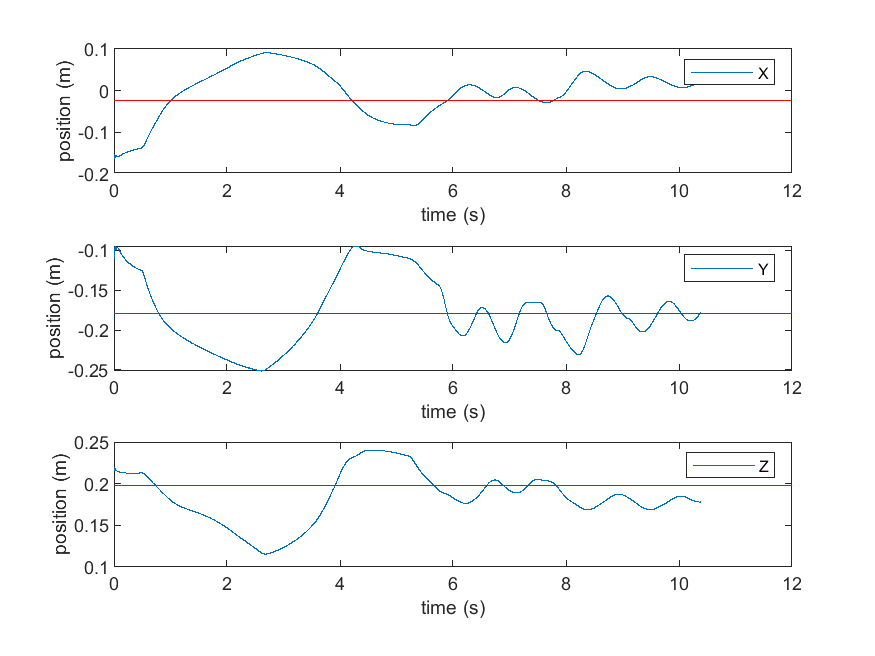 0.1
0
-0.1
-0.2
position (m)
X
0 2 4 6 8 10 12
time (s)
-0.1
-0.15
-0.2
-0.25
position (m)
Y
0 2 4 6 8 10 12
time (s)
0.25
0.2
0.15
0.1
position (m)
Z
0 2 4 6 8 10 12
time (s)